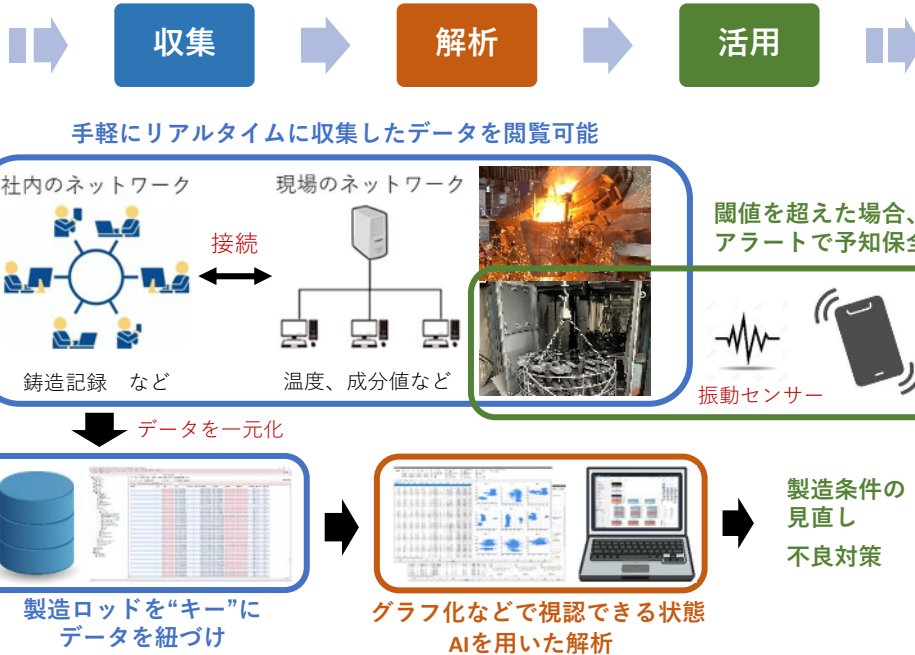 収集
解析
活用
手軽にリアルタイムに収集したデータを閲覧可能
社内のネットワーク
現場のネットワーク
接続
鋳造記録　など
温度、成分値など
閾値を超えた場合、
アラートで予知保全
振動センサー
データを一元化
製造ロッドを“キー”に
データを紐づけ
グラフ化などで視認できる状態
AIを用いた解析
製造条件の
見直し
不良対策